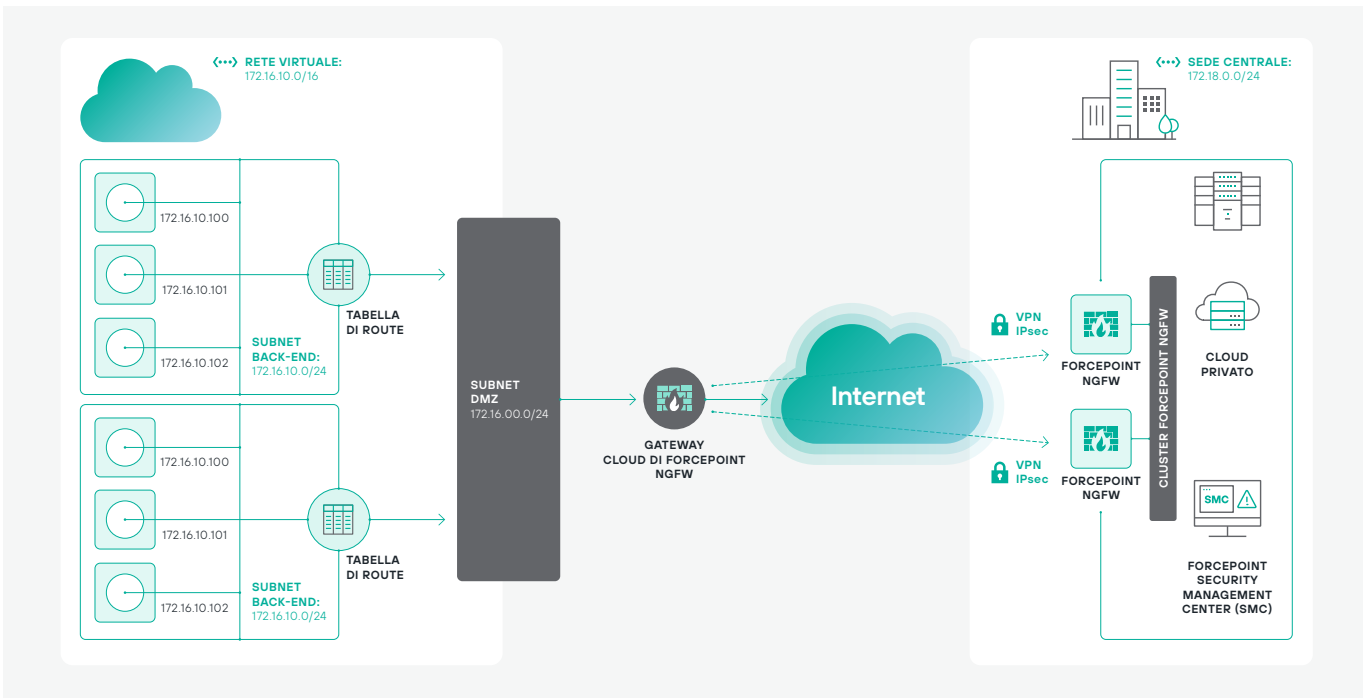 RETE VIRTUALE:
172.16.10.0/16
172.16.10.100
172.16.10.101
172.16.10.102
SUBNET
BACK-END:
172.16.10.0/24
TABELLA
DI ROUTE
172.16.10.100
172.16.10.101
172.16.10.102
SUBNET
BACK-END:
172.16.10.0/24
TABELLA
DI ROUTE
SUBNET
DMZ
172.16.00.0/24
GATEWAY
CLOUD DI FORCEPOINT
NGFW
Internet
VPN
IPsec
VPN
IPsec
SEDE CENTRALE:
172.18.0.0/24
FORCEPOINT
NGFW
FORCEPOINT
NGFW
CLUSTER FORCEPOINT NGFW
CLOUD
PRIVATO
SMC
FORCEPOINT
SECURITY
MANAGEMENT
CENTER (SMC)